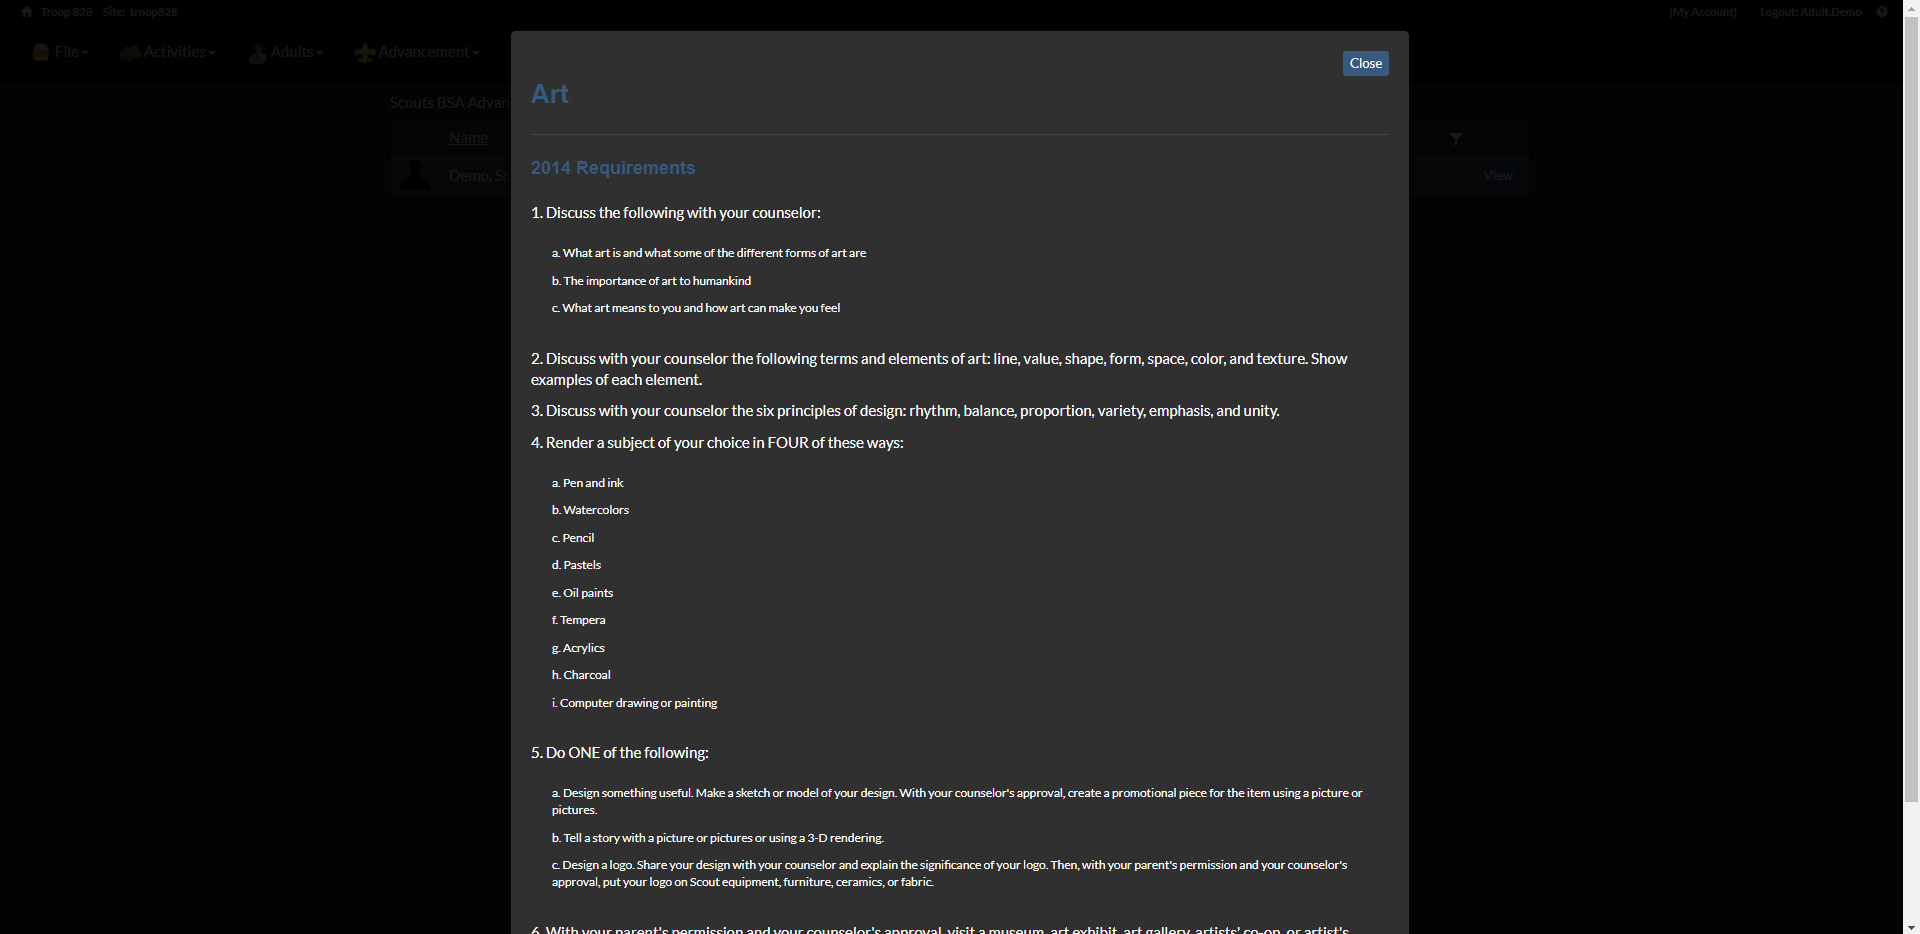 Troop 828 Site: troop828
(My Account) Logout: Adult.Demo
File Activities Adults Advancement
Close
Art
Scouts BSA Advan
Name
2014 Requirements
Demo, Sc
View
1. Discuss the following with your counselor:
a. What art is and what some of the different forms of art are
b. The importance of art to humankind
c. What art means to you and how art can make you feel
2. Discuss with your counselor the following terms and elements of art: line, value, shape, form, space, color, and texture. Show
examples of each element.
3. Discuss with your counselor the six principles of design: rhythm, balance, proportion, variety, emphasis, and unity.
4. Render a subject of your choice in FOUR of these ways:
a. Pen and ink
b. Watercolors
c. Pencil
d. Pastels
e. Oil paints
f. Tempera
g. Acrylics
h. Charcoal
i. Computer drawing or painting
5. Do ONE of the following:
a. Design something useful. Make a sketch or model of your design. With your counselor's approval, create a promotional piece for the item using a picture or
pictures.
b. Tell a story with a picture or pictures or using a 3-D rendering.
c. Design a logo. Share your design with your counselor and explain the significance of your logo. Then, with your parent's permission and your counselor's
approval, put your logo on Scout equipment, furniture, ceramics, or fabric.
6. With your parent's permission and your counselor's approval, visit a museum, art exhibit, art gallery, artists' co-op, or artist's